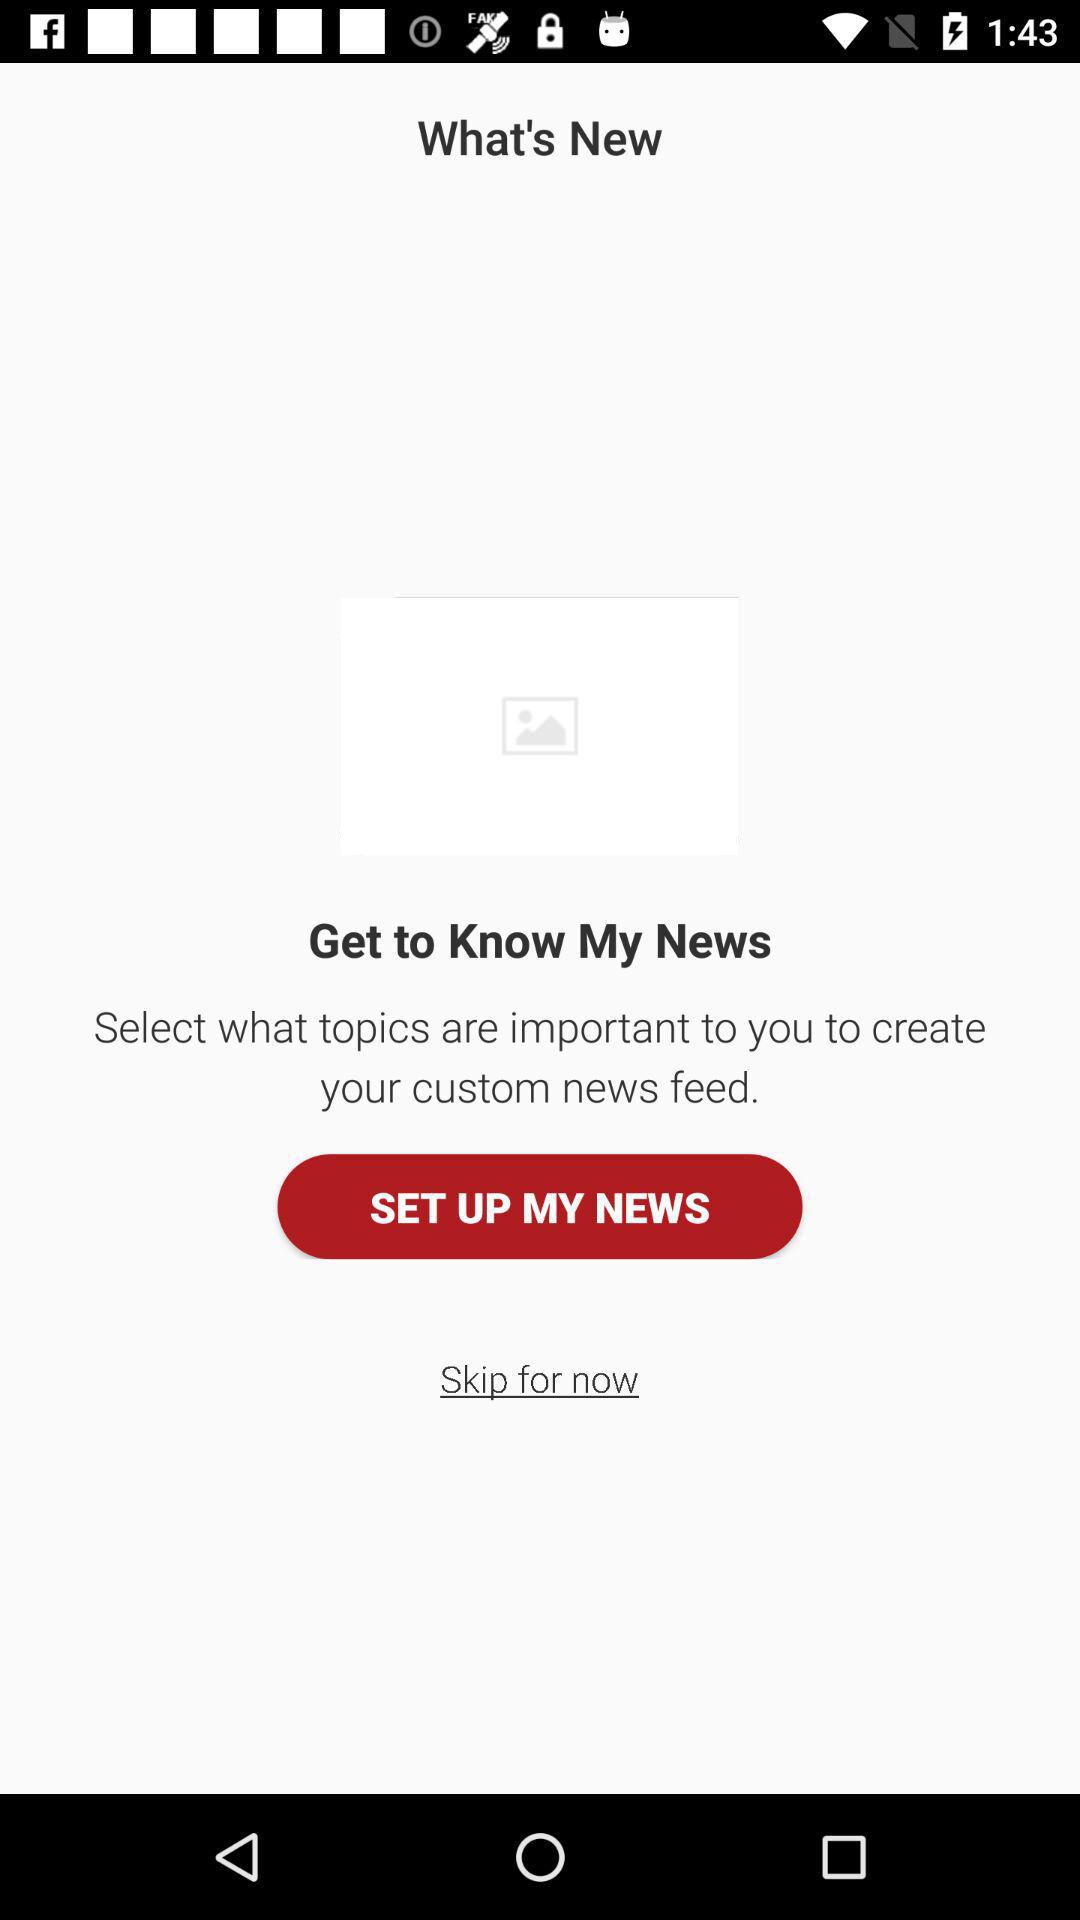 FAKE 1:43
What's New
Get to Know My News
Select what topics are important to you to create
your custom news feed.
SET UP MY NEWS
Skip for now